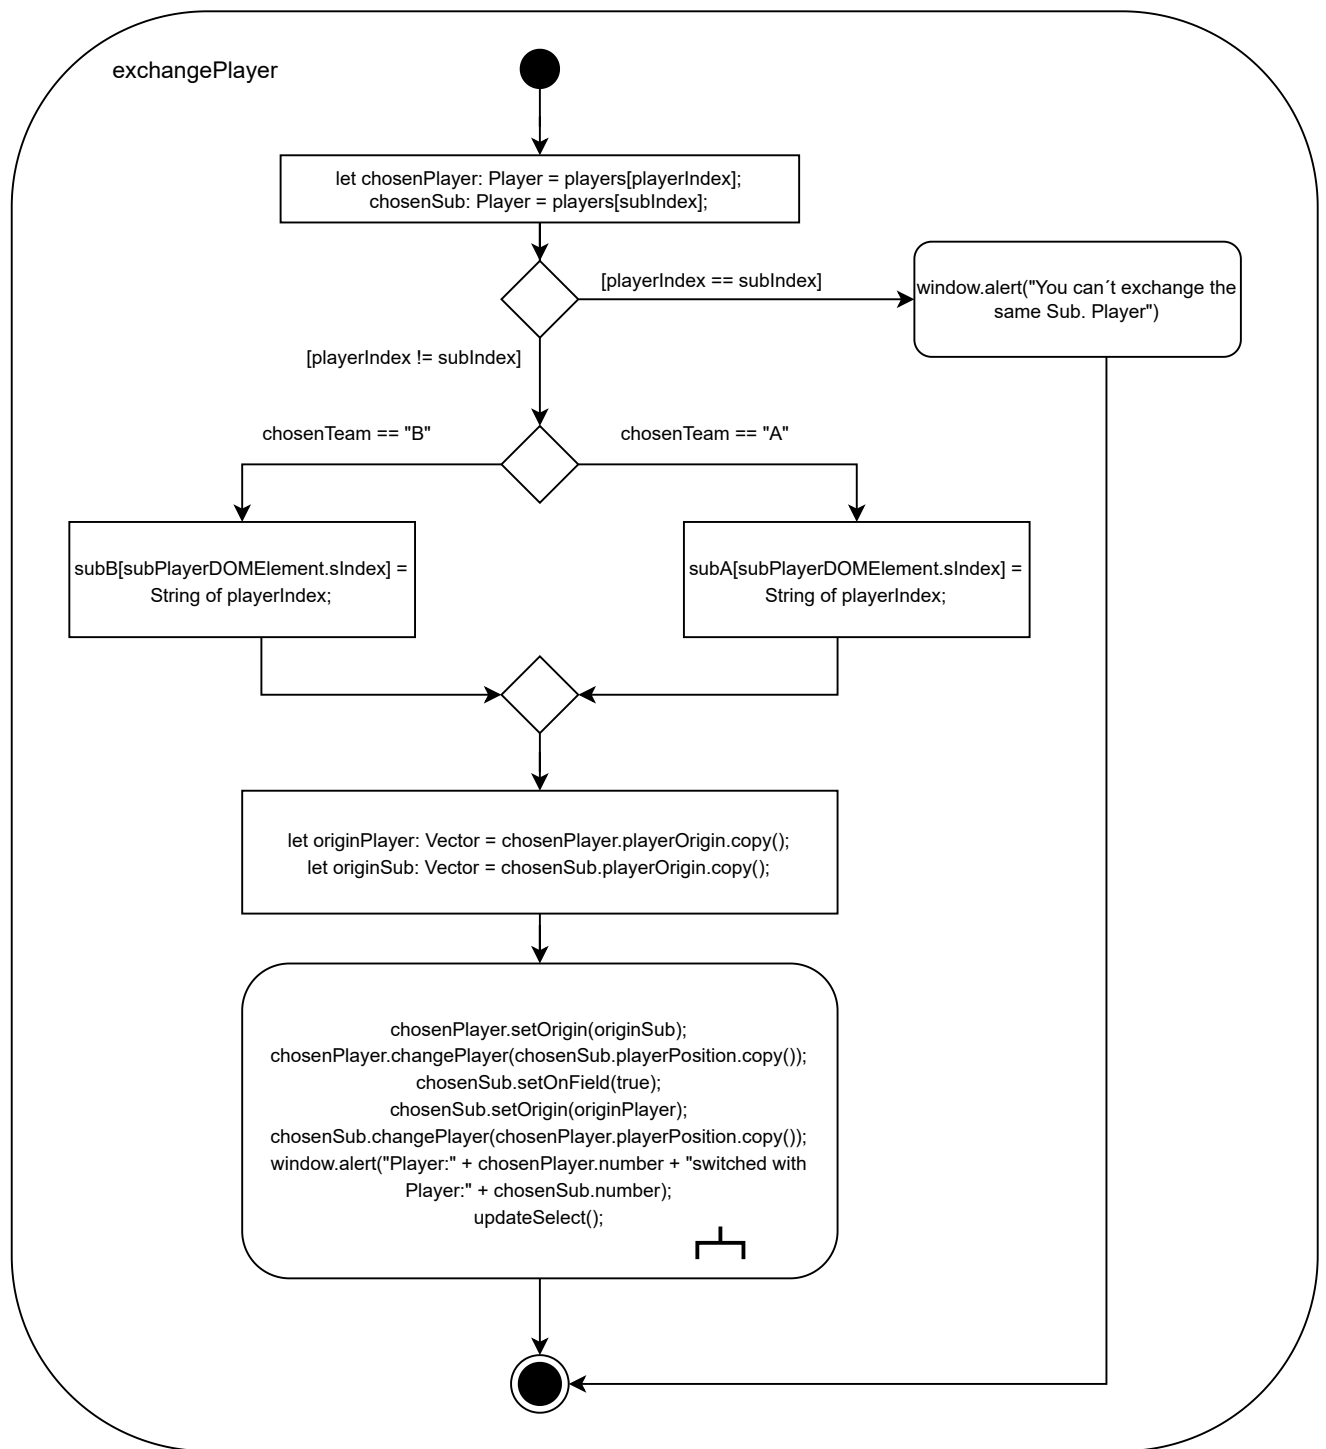 exchangePlayer
let chosenPlayer: Player = players[playerIndex];
chosenSub: Player = players[subIndex];
[playerIndex == subIndex]
window.alert("You can´t exchange the
same Sub. Player")
[playerIndex != subIndex]
chosenTeam == "B"
chosenTeam == "A"
subB[subPlayerDOMElement.sIndex] =
String of playerIndex;
subA[subPlayerDOMElement.sIndex] =
String of playerIndex;
let originPlayer: Vector = chosenPlayer.playerOrigin.copy();
let originSub: Vector = chosenSub.playerOrigin.copy();
chosenPlayer.setOrigin(originSub);
chosenPlayer.changePlayer(chosenSub.playerPosition.copy());
chosenSub.setOnField(true);
chosenSub.setOrigin(originPlayer);
chosenSub.changePlayer(chosenPlayer.playerPosition.copy());
window.alert("Player:" + chosenPlayer.number + "switched with
Player:" + chosenSub.number);
updateSelect();